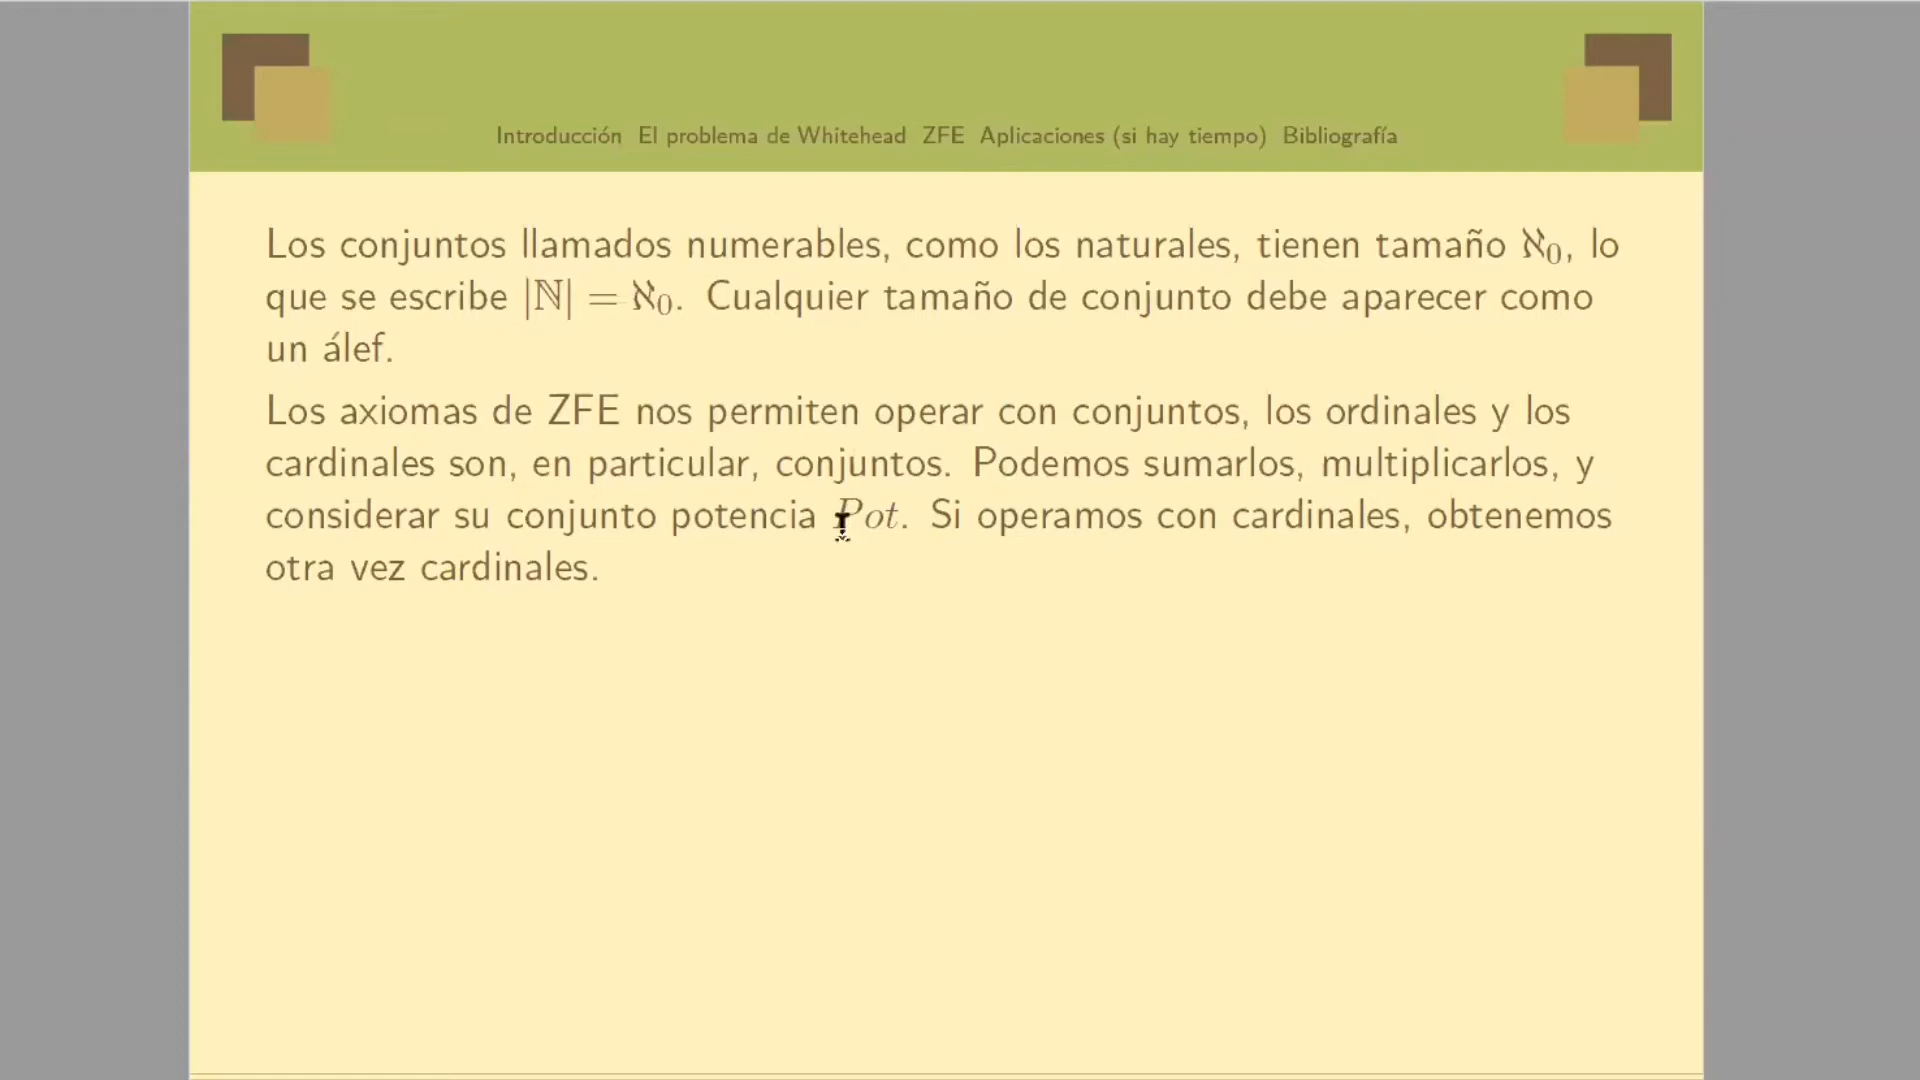 Introducción El problema de Whitehead ZFE Aplicaciones (si hay tiempo) Bibliografía
Los conjuntos llamados numerables, como los naturales, tienen tamaño ℵ₀, lo
que se escribe |ℕ| = ℵ₀. Cualquier tamaño de conjunto debe aparecer como
un álef.
Los axiomas de ZFE nos permiten operar con conjuntos, los ordinales y los
cardinales son, en particular, conjuntos. Podemos sumarlos, multiplicarlos, y
considerar su conjunto potencia Pot. Si operamos con cardinales, obtenemos
otra vez cardinales.